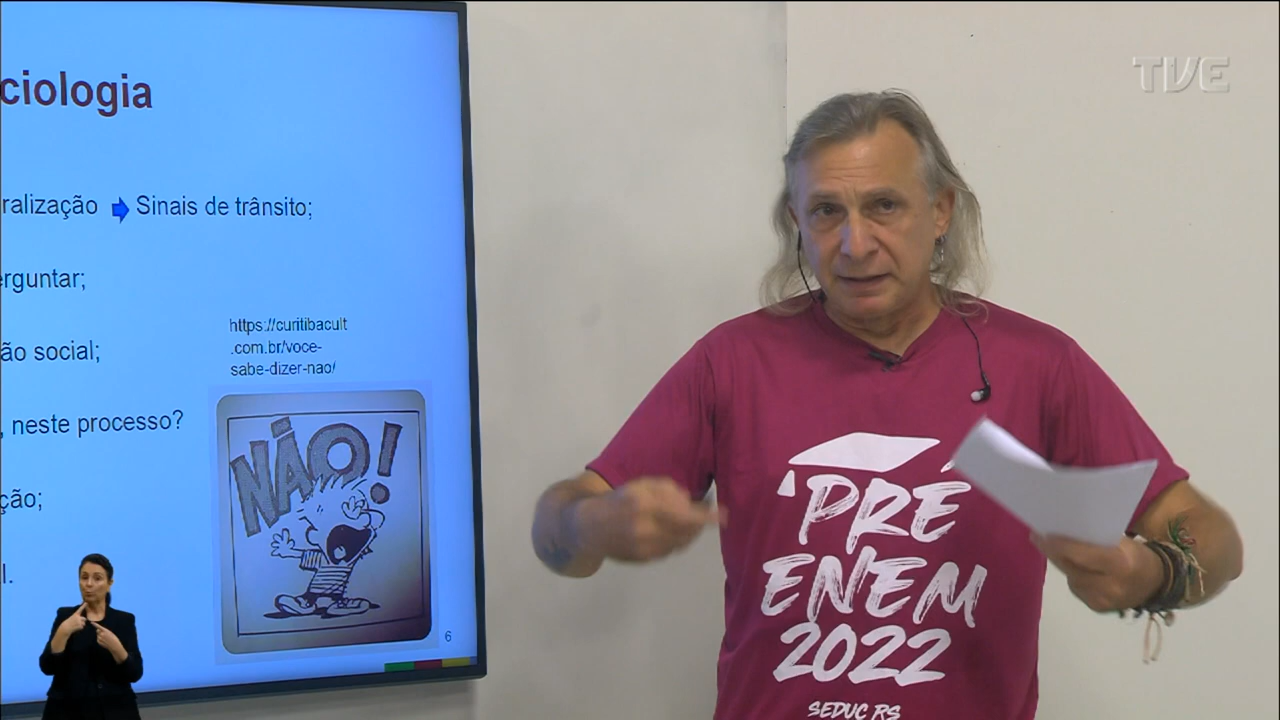 ciologia
ralização Sinais de trânsito;
erguntar;
https://curitibacult
.com.br/voce-
sabe-dizer-nao/
ão social;
, neste processo?
NÃO!
ção;
l.
6
TVE
PRÉ
ENEM
2022
SEDUC RS